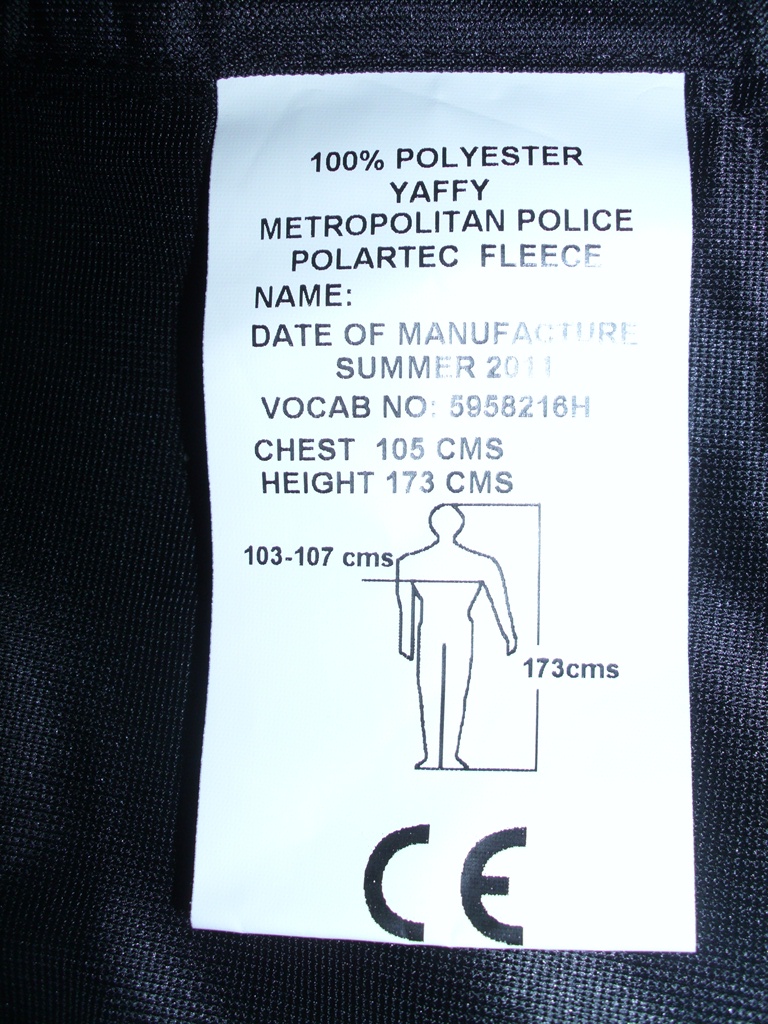 100% POLYESTER
YAFFY
METROPOLITAN POLICE
POLARTEC FLEECE
NAME:
DATE OF MANUFACTURE
SUMMER 2011
VOCAB NO: 5958216H
CHEST 105 CMS
HEIGHT 173 CMS
103-107 cms
173cms
CE